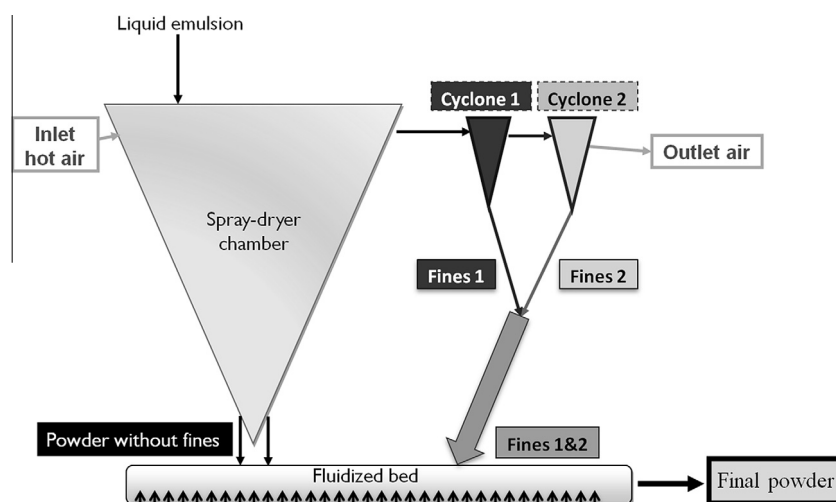 Liquid emulsion
Cyclone 1
Cyclone 2
Inlet
hot air
Outlet air
Spray-dryer
chamber
Fines 1
Fines 2
Powder without fines
Fines 1&2
Fluidized bed
Final powder